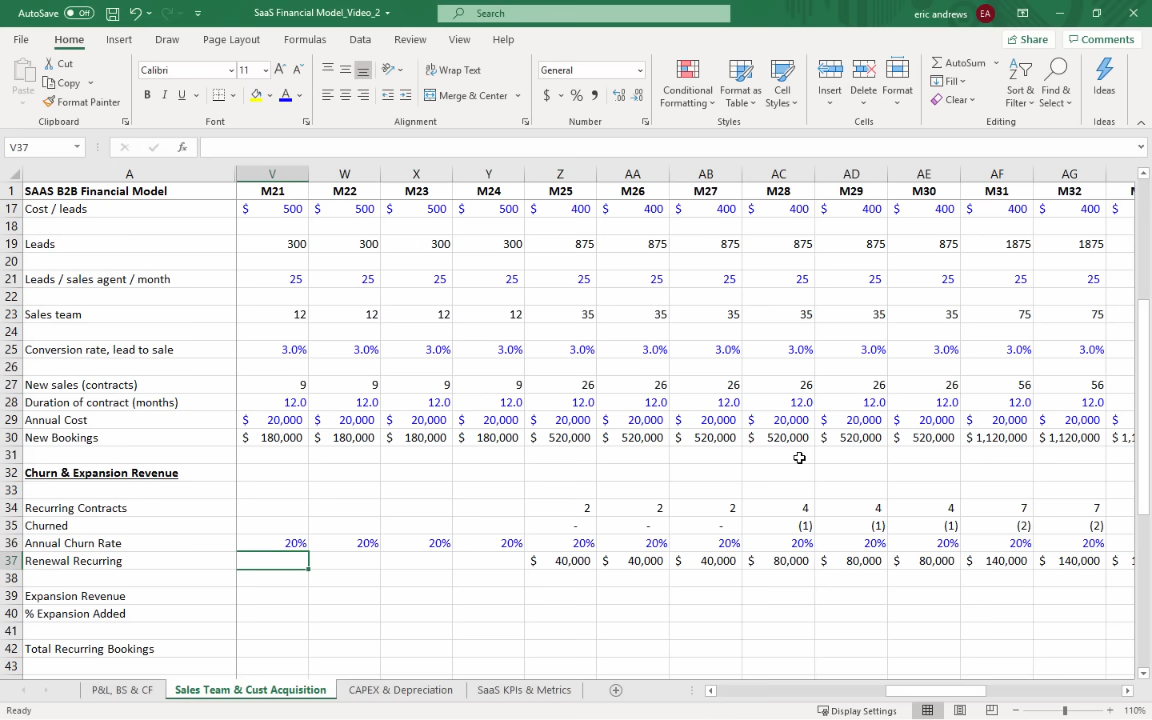 AutoSave Off SaaS Financial Model_Video_2 Search eric andrews EA
File Home Insert Draw Page Layout Formulas Data Review View Help Share Comments
Paste Cut Copy Format Painter Clipboard
Calibri 11 A A B I U A Font
Wrap Text Merge & Center Alignment
General $ % , Number
Conditional Formatting Format as Table Cell Styles Styles
Insert Delete Format Cells
AutoSum Fill Clear Sort & Filter Find & Select Editing
Ideas Ideas
V37 fx
A V W X Y Z AA AB AC AD AE AF AG
1 SAAS B2B Financial Model M21 M22 M23 M24 M25 M26 M27 M28 M29 M30 M31 M32
17 Cost / leads $ 500 $ 500 $ 500 $ 500 $ 400 $ 400 $ 400 $ 400 $ 400 $ 400 $ 400 $ 400 $
18
19 Leads 300 300 300 300 875 875 875 875 875 875 1875 1875
20
21 Leads / sales agent / month 25 25 25 25 25 25 25 25 25 25 25 25
22
23 Sales team 12 12 12 12 35 35 35 35 35 35 75 75
24
25 Conversion rate, lead to sale 3.0% 3.0% 3.0% 3.0% 3.0% 3.0% 3.0% 3.0% 3.0% 3.0% 3.0% 3.0%
26
27 New sales (contracts) 9 9 9 9 26 26 26 26 26 26 56 56
28 Duration of contract (months) 12.0 12.0 12.0 12.0 12.0 12.0 12.0 12.0 12.0 12.0 12.0 12.0
29 Annual Cost $ 20,000 $ 20,000 $ 20,000 $ 20,000 $ 20,000 $ 20,000 $ 20,000 $ 20,000 $ 20,000 $ 20,000 $ 20,000 $ 20,000 $
30 New Bookings $ 180,000 $ 180,000 $ 180,000 $ 180,000 $ 520,000 $ 520,000 $ 520,000 $ 520,000 $ 520,000 $ 520,000 $ 1,120,000 $ 1,120,000 $ 1,1
31
32 Churn & Expansion Revenue
33
34 Recurring Contracts 2 2 2 4 4 4 7 7
35 Churned - - - (1) (1) (1) (2) (2)
36 Annual Churn Rate 20% 20% 20% 20% 20% 20% 20% 20% 20% 20% 20% 20%
37 Renewal Recurring $ 40,000 $ 40,000 $ 40,000 $ 80,000 $ 80,000 $ 80,000 $ 140,000 $ 140,000 $ 1
38
39 Expansion Revenue
40 % Expansion Added
41
42 Total Recurring Bookings
43
P&L, BS & CF Sales Team & Cust Acquisition CAPEX & Depreciation SaaS KPIs & Metrics
Ready Display Settings 110%